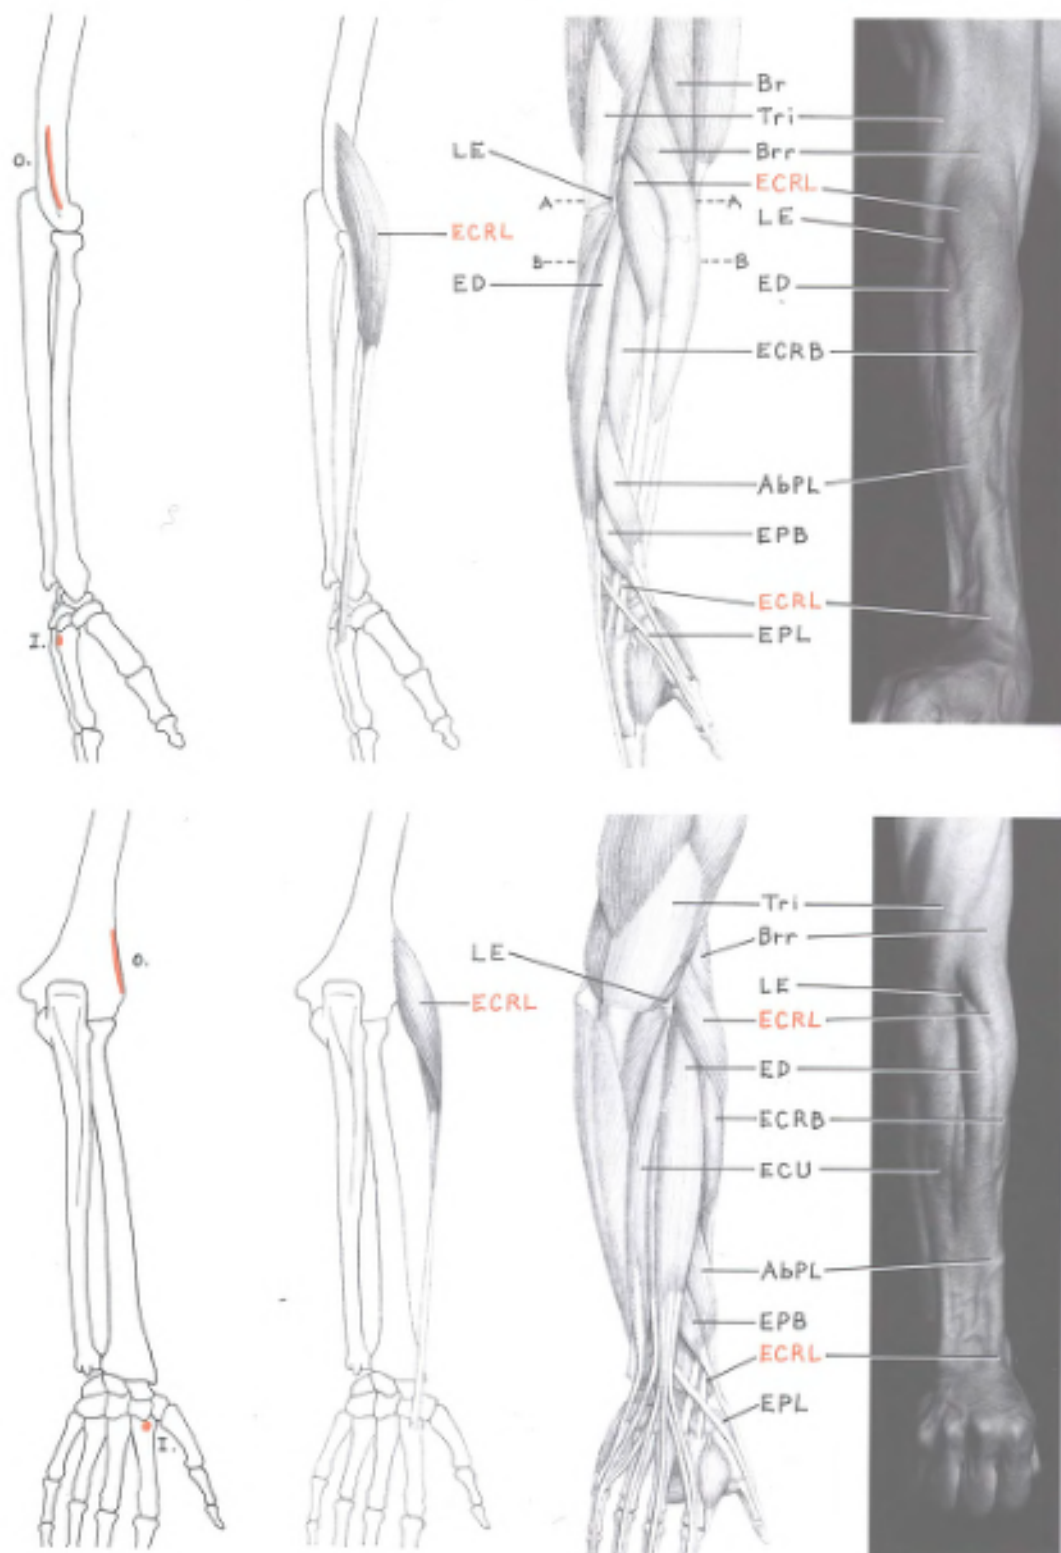 Br
Tri
O.
LE
Brr
ECRL
A
A
LE
ECRL
B
B
ED
ED
ECRB
AbPL
EPB
ECRL
I.
EPL
Tri
Brr
O.
LE
LE
ECRL
ECRL
ED
ECRB
ECU
AbPL
EPB
ECRL
EPL
I.